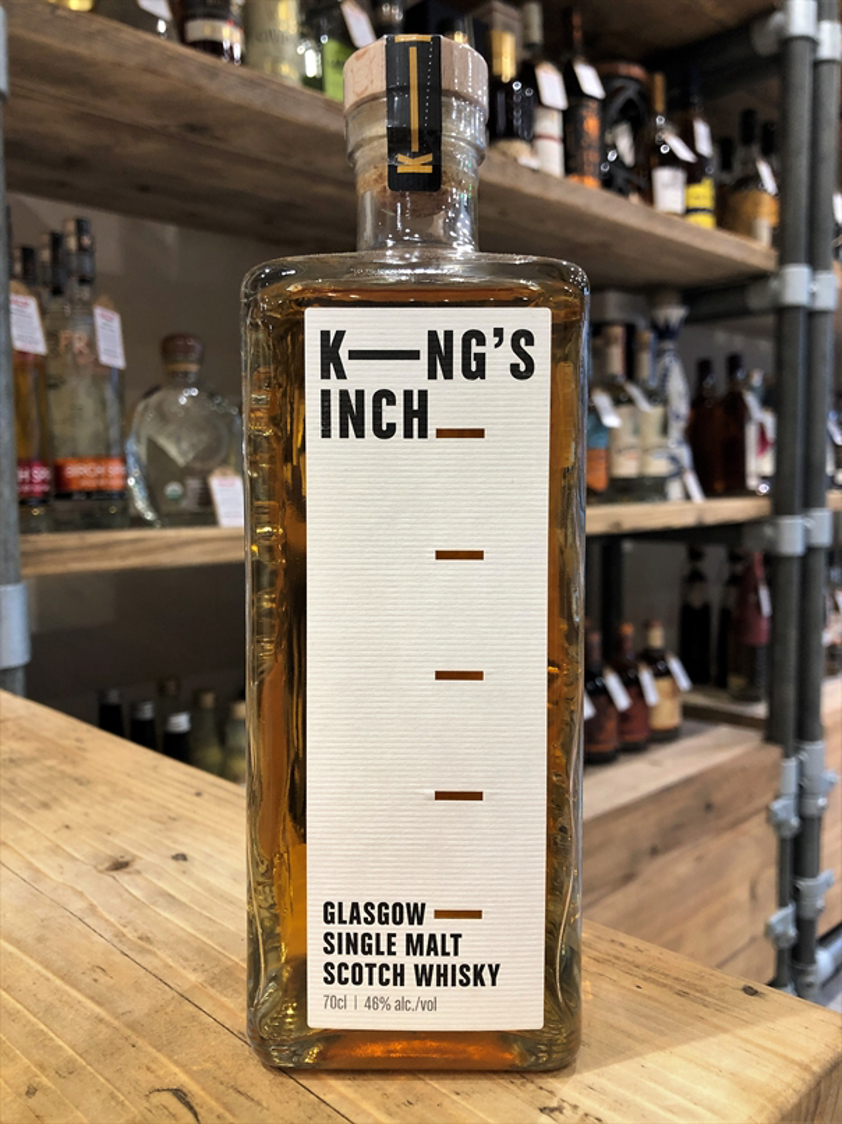 K—
K—NG'S
INCH
GLASGOW
SINGLE MALT
SCOTCH WHISKY
70cl | 46% alc./vol